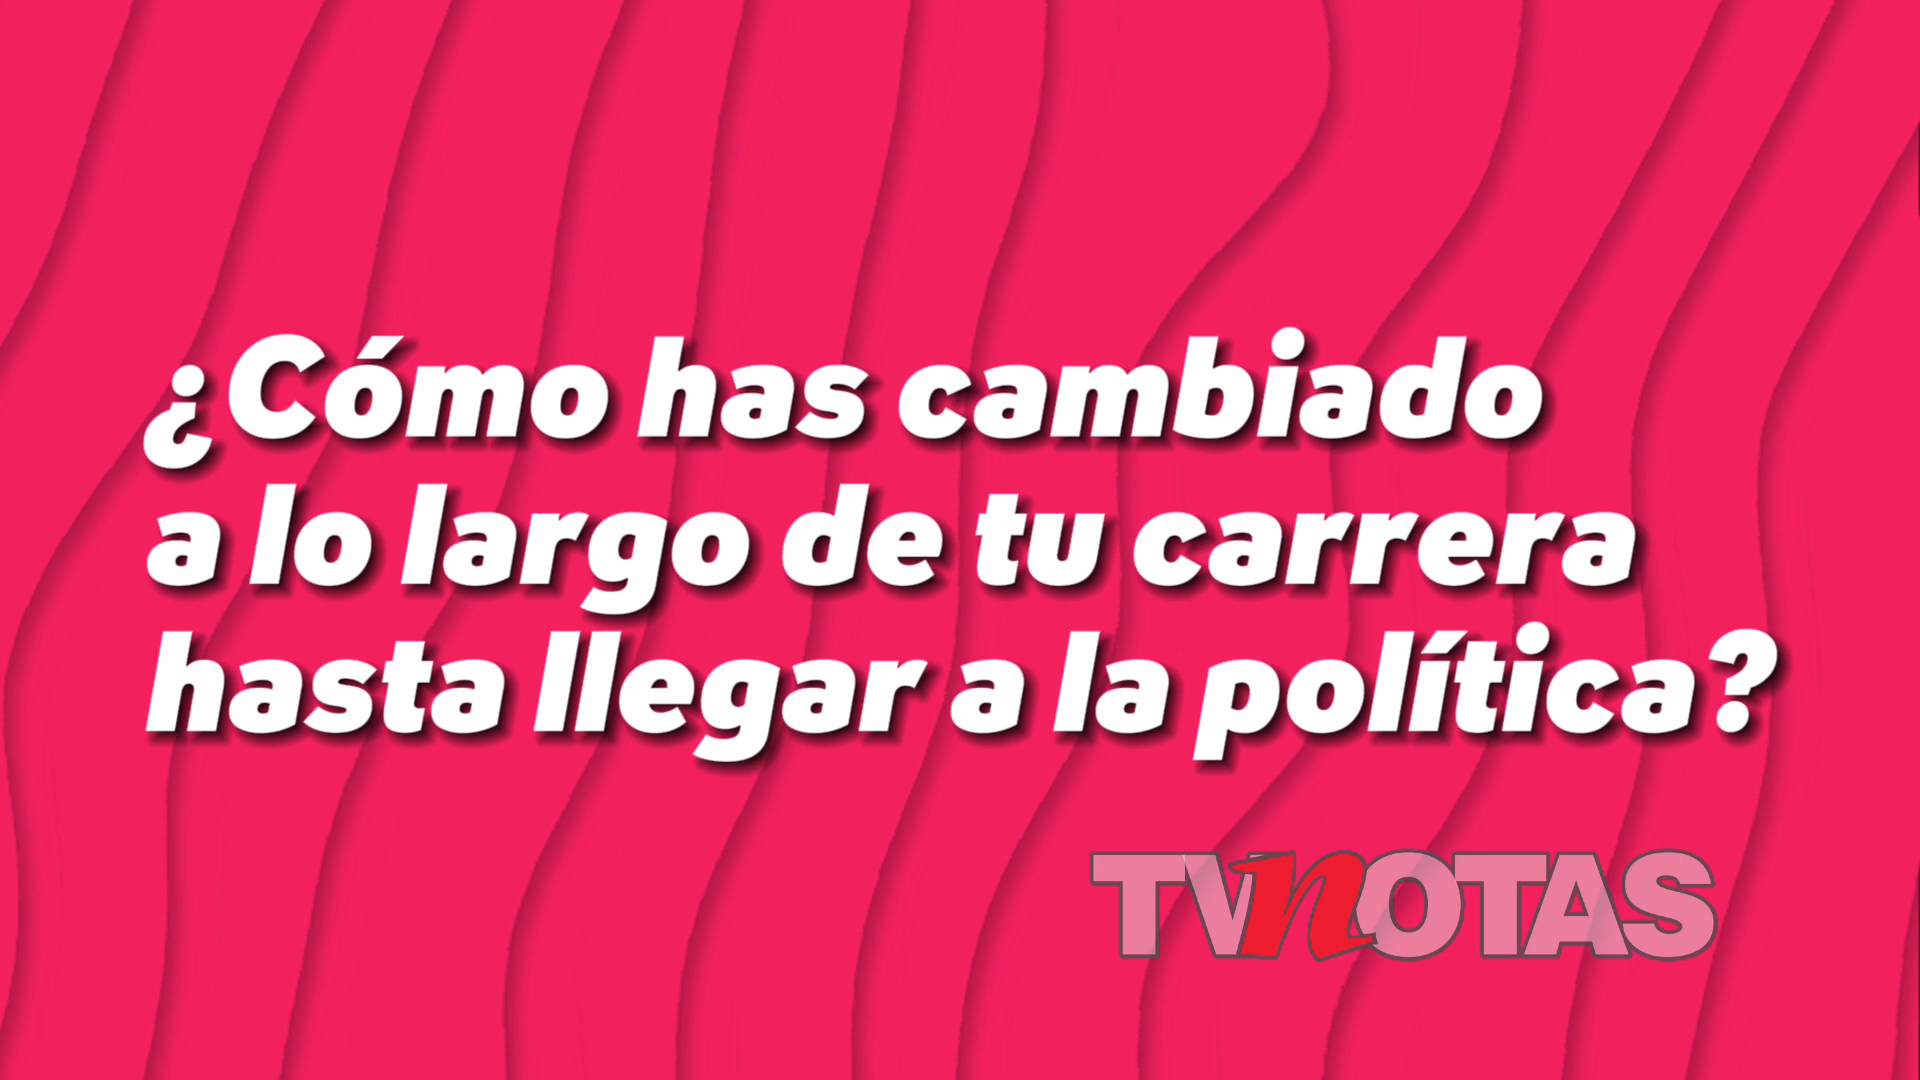 ¿Cómo has cambiado
a lo largo de tu carrera
hasta llegar a la política?
TVnOTAS